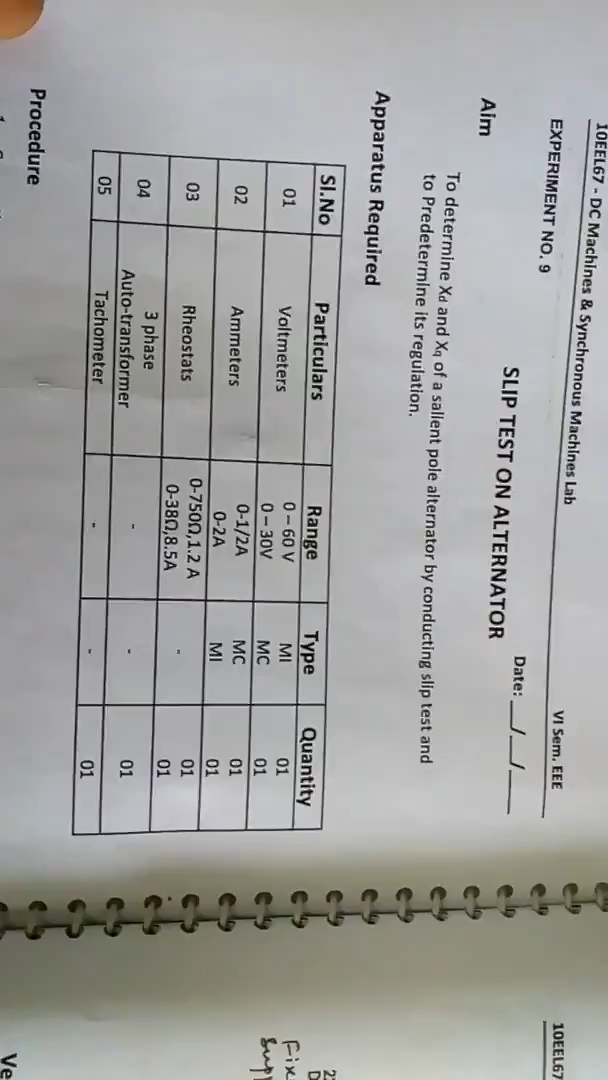 10EEL67 - DC Machines & Synchronous Machines Lab VI Sem. EEE
EXPERIMENT NO. 9
Date: __/__/___
SLIP TEST ON ALTERNATOR
Aim
To determine Xd and Xq of a salient pole alternator by conducting slip test and
to Predetermine its regulation.
Apparatus Required
Sl.No Particulars Range Type Quantity
01 Voltmeters 0 – 60 V MI 01
0 – 30V MC 01
02 Ammeters 0-1/2A MC 01
0-2A MI 01
03 Rheostats 0-750Ω,1.2 A - 01
0-38Ω,8.5A 01
04 3 phase
Auto-transformer - - 01
05 Tachometer - - 01
Procedure
10EEL67
Fix